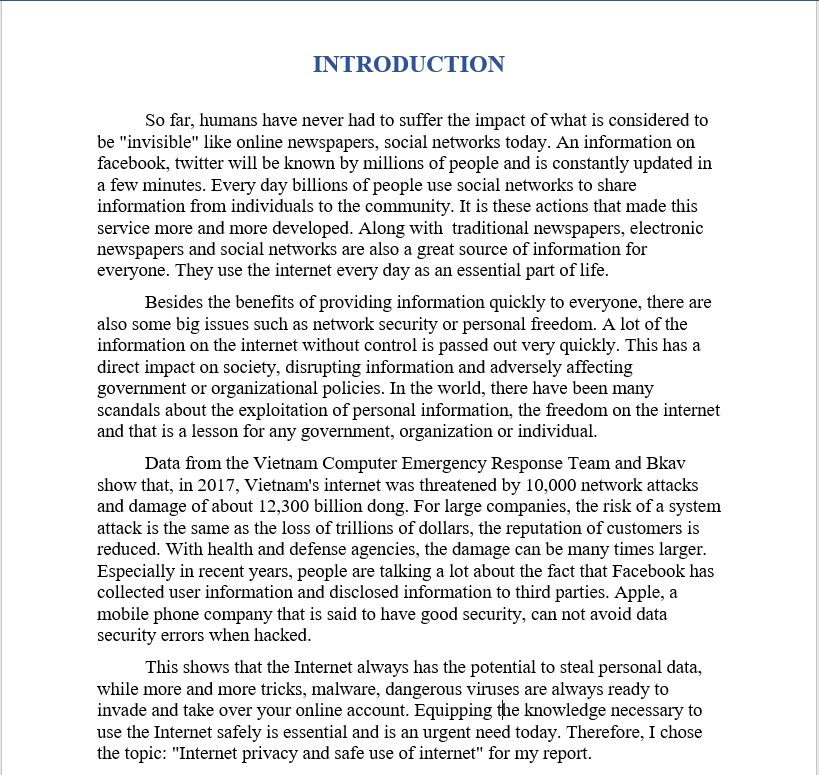 INTRODUCTION
So far, humans have never had to suffer the impact of what is considered to
be "invisible" like online newspapers, social networks today. An information on
facebook, twitter will be known by millions of people and is constantly updated in
a few minutes. Every day billions of people use social networks to share
information from individuals to the community. It is these actions that made this
service more and more developed. Along with  traditional newspapers, electronic
newspapers and social networks are also a great source of information for
everyone. They use the internet every day as an essential part of life.
Besides the benefits of providing information quickly to everyone, there are
also some big issues such as network security or personal freedom. A lot of the
information on the internet without control is passed out very quickly. This has a
direct impact on society, disrupting information and adversely affecting
government or organizational policies. In the world, there have been many
scandals about the exploitation of personal information, the freedom on the internet
and that is a lesson for any government, organization or individual.
Data from the Vietnam Computer Emergency Response Team and Bkav
show that, in 2017, Vietnam's internet was threatened by 10,000 network attacks
and damage of about 12,300 billion dong. For large companies, the risk of a system
attack is the same as the loss of trillions of dollars, the reputation of customers is
reduced. With health and defense agencies, the damage can be many times larger.
Especially in recent years, people are talking a lot about the fact that Facebook has
collected user information and disclosed information to third parties. Apple, a
mobile phone company that is said to have good security, can not avoid data
security errors when hacked.
This shows that the Internet always has the potential to steal personal data,
while more and more tricks, malware, dangerous viruses are always ready to
invade and take over your online account. Equipping the knowledge necessary to
use the Internet safely is essential and is an urgent need today. Therefore, I chose
the topic: "Internet privacy and safe use of internet" for my report.